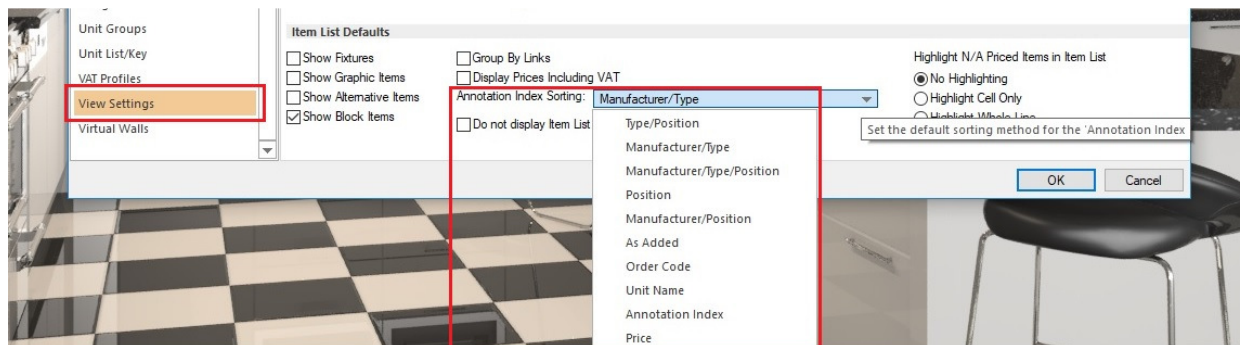 Unit Groups
Unit List/Key
VAT Profiles
View Settings
Virtual Walls
Item List Defaults
Show Fixtures
Show Graphic Items
Show Alternative Items
Show Block Items
Group By Links
Display Prices Including VAT
Annotation Index Sorting: Manufacturer/Type
Do not display Item List
Type/Position
Manufacturer/Type
Manufacturer/Type/Position
Position
Manufacturer/Position
As Added
Order Code
Unit Name
Annotation Index
Price
Highlight N/A Priced Items in Item List
No Highlighting
Highlight Cell Only
Highlight Whole Line
Set the default sorting method for the 'Annotation Index
OK Cancel